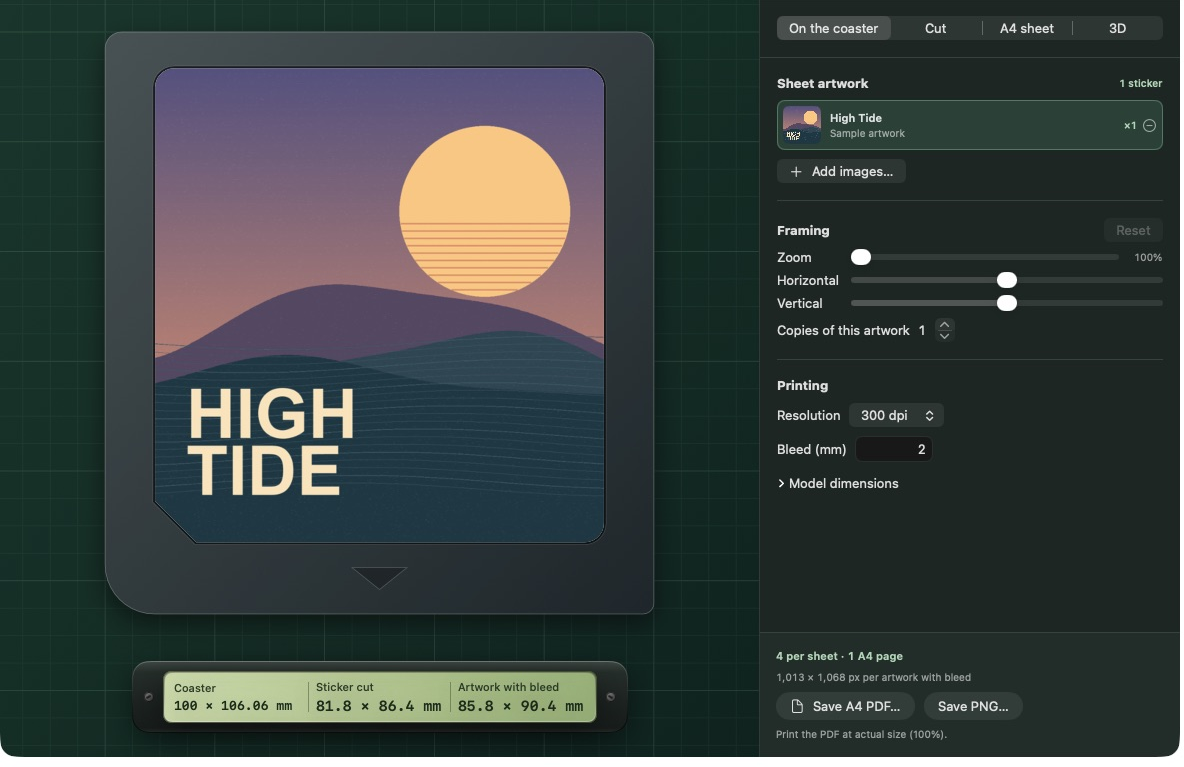 On the coaster Cut A4 sheet 3D
Sheet artwork 1 sticker
High Tide
Sample artwork
×1
Add images...
Framing Reset
Zoom 100%
Horizontal
Vertical
Copies of this artwork 1
Printing
Resolution 300 dpi
Bleed (mm) 2
Model dimensions
4 per sheet · 1 A4 page
1,013 × 1,068 px per artwork with bleed
Save A4 PDF... Save PNG...
Print the PDF at actual size (100%).
HIGH
TIDE
Coaster Sticker cut Artwork with bleed
100 × 106.06 mm 81.8 × 86.4 mm 85.8 × 90.4 mm